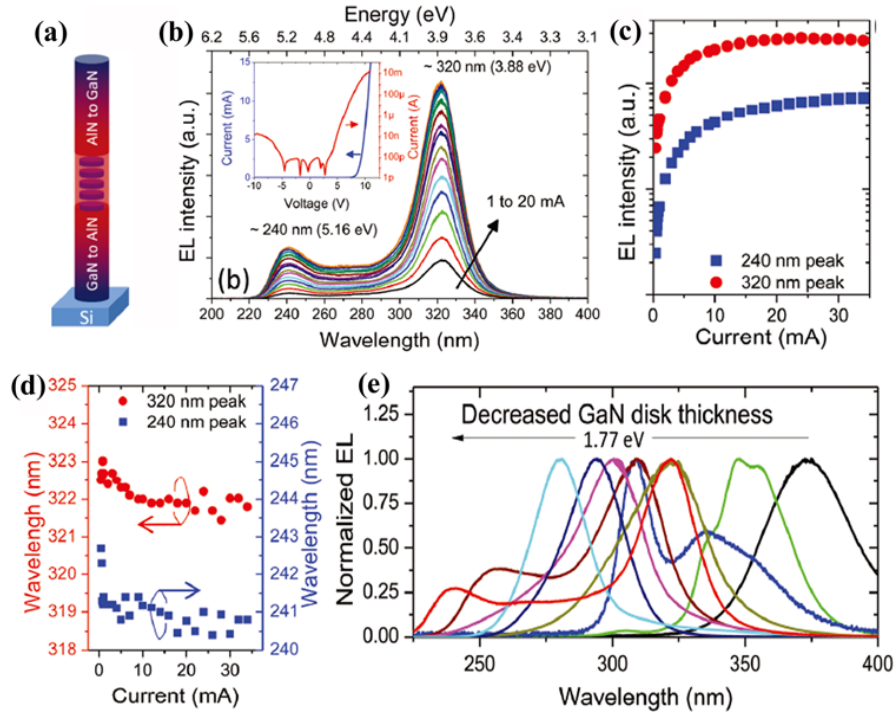 (a)
AlN to GaN
GaN to AlN
Si
(b)
Energy (eV)
6.2 5.6 5.2 4.8 4.4 4.1 3.9 3.6 3.4 3.3 3.1
~ 320 nm (3.88 eV)
Current (mA)
15
10
5
0
10m
100μ
1μ
10n
100p
1p
Current (A)
-10 -5 0 5 10
Voltage (V)
~ 240 nm (5.16 eV)
1 to 20 mA
EL intensity (a.u.)
(b)
200 220 240 260 280 300 320 340 360 380 400
Wavelength (nm)
(c)
EL intensity (a.u.)
240 nm peak
320 nm peak
0 10 20 30
Current (mA)
(d)
325
324
323
322
321
320
319
318
Wavelengh (nm)
320 nm peak
240 nm peak
247
246
245
244
243
242
241
240
Wavelength (nm)
0 10 20 30
Current (mA)
(e)
Decreased GaN disk thickness
1.77 eV
Normalized EL
1.25
1.00
0.75
0.50
0.25
0.00
250 300 350 400
Wavelength (nm)